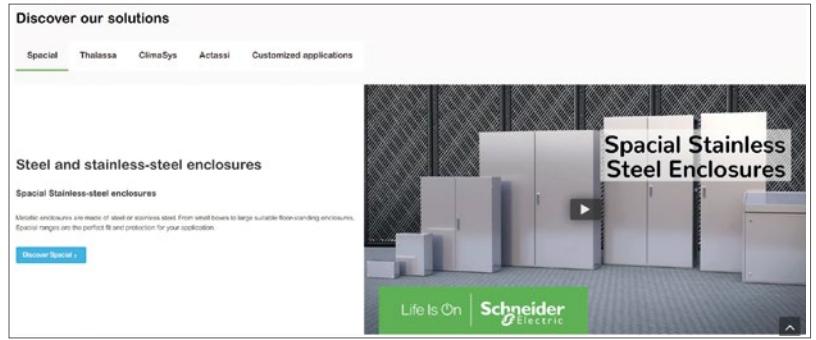 Discover our solutions
Spacial Thalassa ClimaSys Actassi Customized applications
Steel and stainless-steel enclosures
Spacial Stainless-steel enclosures
Metallic enclosures are made of steel or stainless steel. From small boxes to large suitable floor-standing enclosures,
Spacial ranges are the perfect fit and protection for your application.
Discover Spacial ›
Spacial Stainless
Steel Enclosures
Life Is On Schneider
Electric